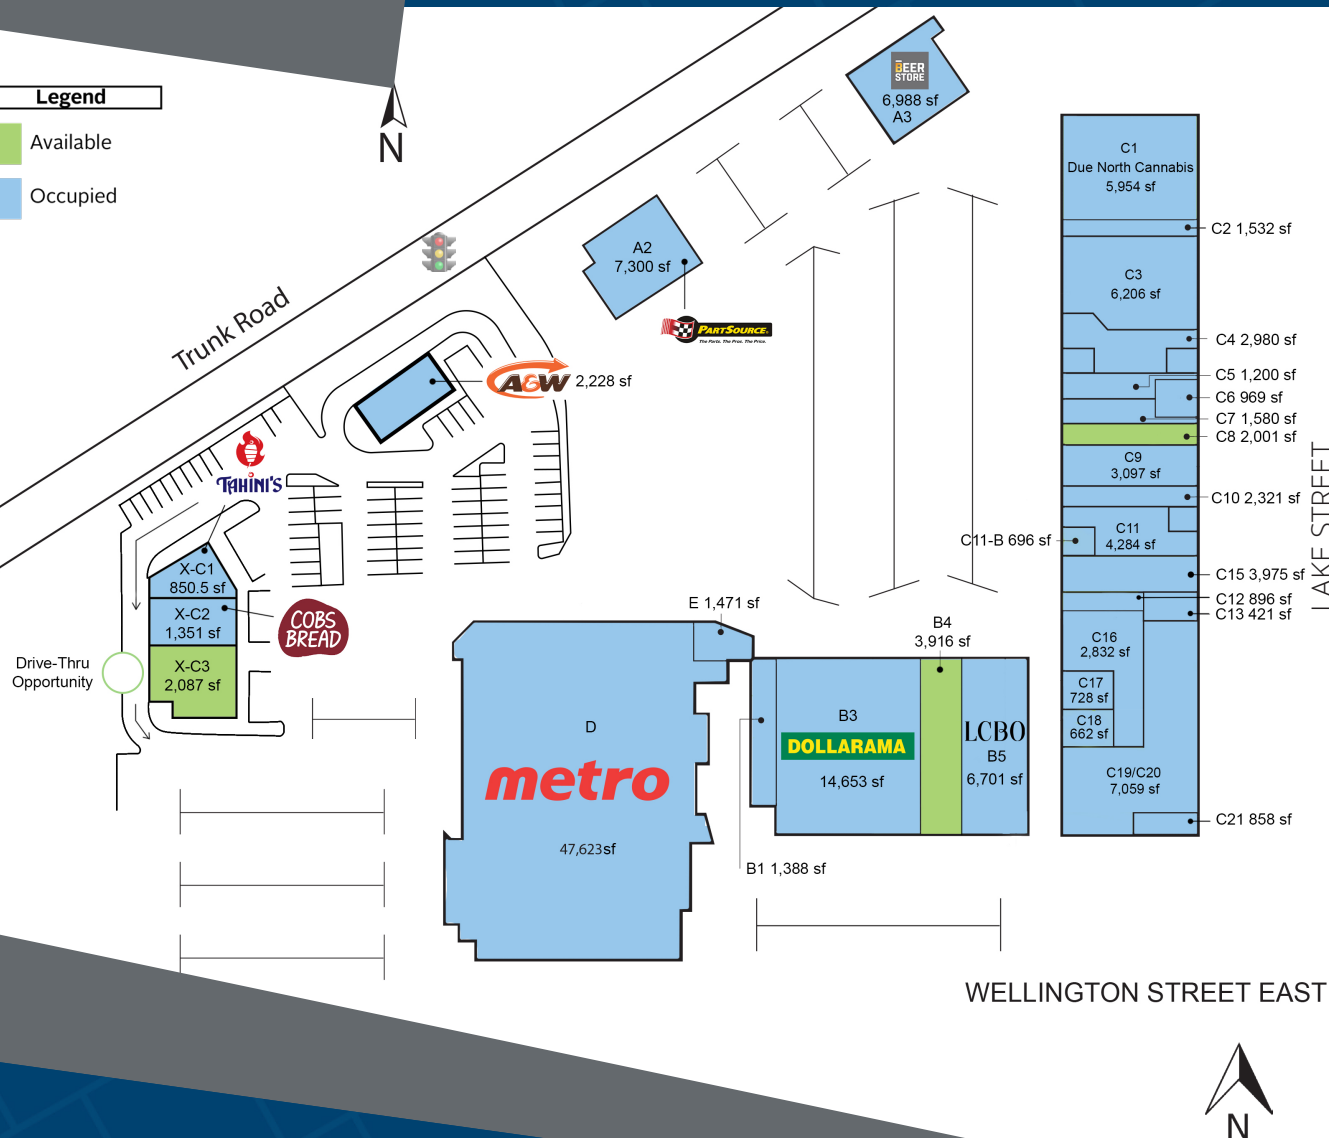 Legend
Available
Occupied
N
Trunk Road
BEER
STORE
6,988 sf
A3
A2
7,300 sf
PARTSOURCE
The Parts. The Pros. The Price.
A&W
2,228 sf
TAHINI'S
X-C1
850.5 sf
X-C2
1,351 sf
X-C3
2,087 sf
COBS
BREAD
Drive-Thru
Opportunity
C1
Due North Cannabis
5,954 sf
C2 1,532 sf
C3
6,206 sf
C4 2,980 sf
C5 1,200 sf
C6 969 sf
C7 1,580 sf
C8 2,001 sf
C9
3,097 sf
C10 2,321 sf
C11
4,284 sf
C11-B 696 sf
C15 3,975 sf
C12 896 sf
C13 421 sf
C16
2,832 sf
C17
728 sf
C18
662 sf
C19/C20
7,059 sf
C21 858 sf
LAKE STREET
E 1,471 sf
D
metro
47,623sf
B1 1,388 sf
B3
DOLLARAMA
14,653 sf
B4
3,916 sf
LCBO
B5
6,701 sf
WELLINGTON STREET EAST
N